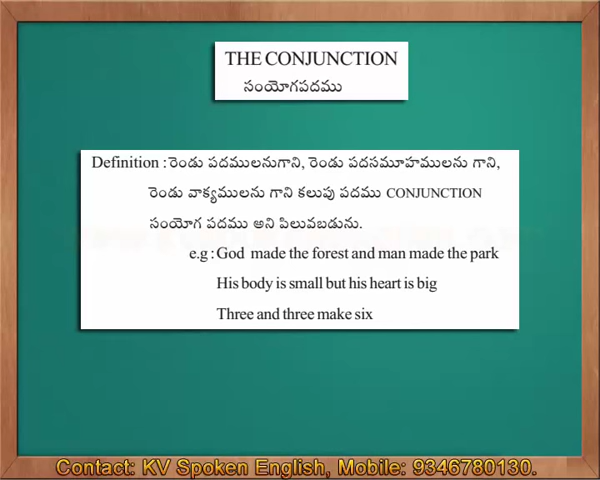 THE CONJUNCTION
సంయోగపదము
Definition : రెండు పదములనుగాని, రెండు పదసమూహములను గాని,
రెండు వాక్యములను గాని కలుపు పదము CONJUNCTION
సంయోగ పదము అని పిలువబడును.
e.g : God made the forest and man made the park
His body is small but his heart is big
Three and three make six
Contact: KV Spoken English, Mobile: 9346780130.